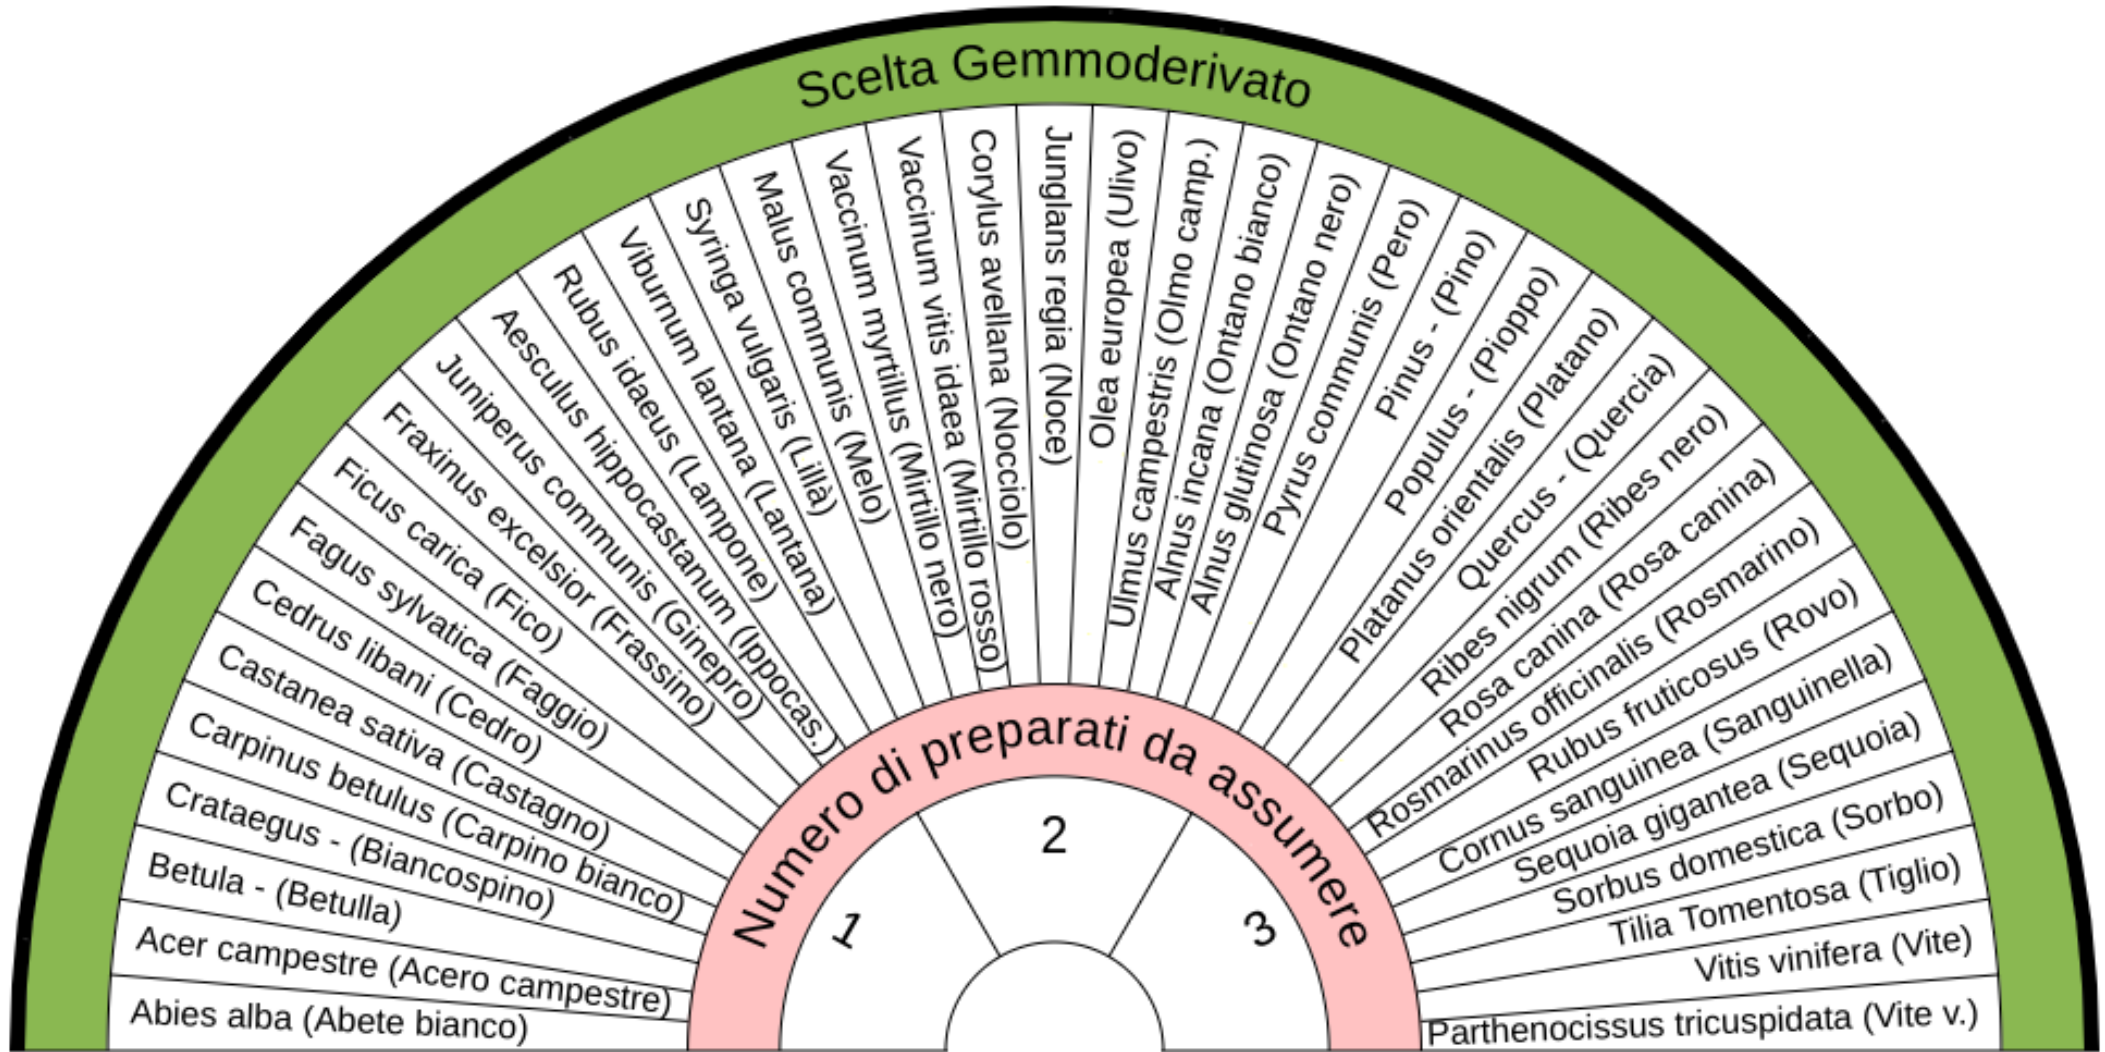 Scelta Gemmoderivato
Abies alba (Abete bianco)
Acer campestre (Acero campestre)
Betula - (Betulla)
Crataegus - (Biancospino)
Carpinus betulus (Carpino bianco)
Castanea sativa (Castagno)
Cedrus libani (Cedro)
Fagus sylvatica (Faggio)
Ficus carica (Fico)
Fraxinus excelsior (Frassino)
Juniperus communis (Ginepro)
Aesculus hippocastanum (Ippocas.)
Rubus idaeus (Lampone)
Viburnum lantana (Lantana)
Syringa vulgaris (Lillà)
Malus communis (Melo)
Vaccinum myrtillus (Mirtillo nero)
Vaccinum vitis idaea (Mirtillo rosso)
Corylus avellana (Nocciolo)
Junglans regia (Noce)
Olea europea (Ulivo)
Ulmus campestris (Olmo camp.)
Alnus incana (Ontano bianco)
Alnus glutinosa (Ontano nero)
Pyrus communis (Pero)
Pinus - (Pino)
Populus - (Pioppo)
Platanus orientalis (Platano)
Quercus - (Quercia)
Ribes nigrum (Ribes nero)
Rosa canina (Rosa canina)
Rosmarinus officinalis (Rosmarino)
Rubus fruticosus (Rovo)
Cornus sanguinea (Sanguinella)
Sequoia gigantea (Sequoia)
Sorbus domestica (Sorbo)
Tilia Tomentosa (Tiglio)
Vitis vinifera (Vite)
Parthenocissus tricuspidata (Vite v.)
Numero di preparati da assumere
1
2
3